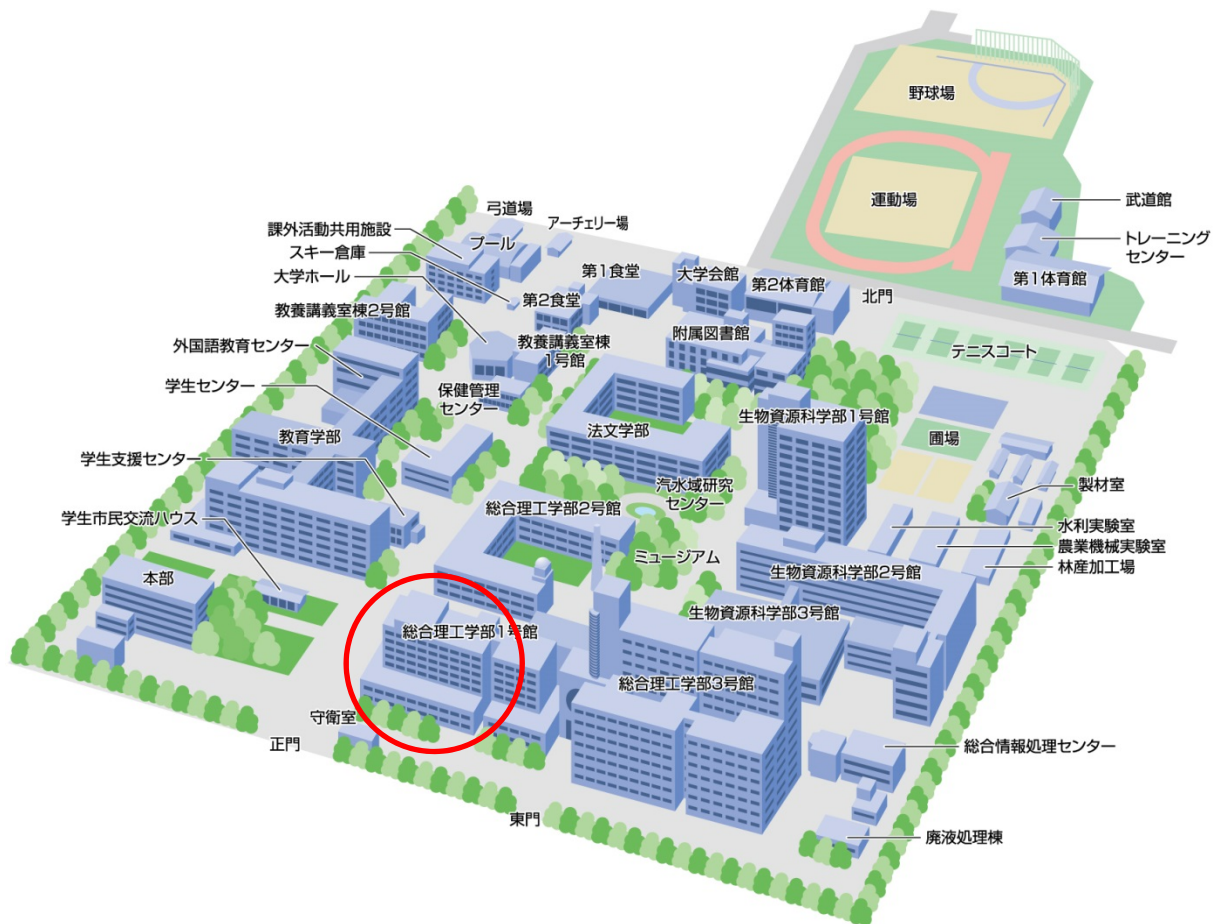 野球場
運動場
武道館
トレーニング
センター
第1体育館
弓道場
アーチェリー場
課外活動共用施設
プール
スキー倉庫
第1食堂
大学会館
第2体育館
北門
大学ホール
第2食堂
教養講義室棟2号館
附属図書館
教養講義室棟
1号館
テニスコート
外国語教育センター
学生センター
保健管理
センター
生物資源科学部1号館
法文学部
教育学部
圃場
学生支援センター
汽水域研究
センター
製材室
総合理工学部2号館
学生市民交流ハウス
水利実験室
農業機械実験室
ミュージアム
林産加工場
生物資源科学部2号館
本部
生物資源科学部3号館
総合理工学部1号館
総合理工学部3号館
守衛室
正門
総合情報処理センター
東門
廃液処理棟